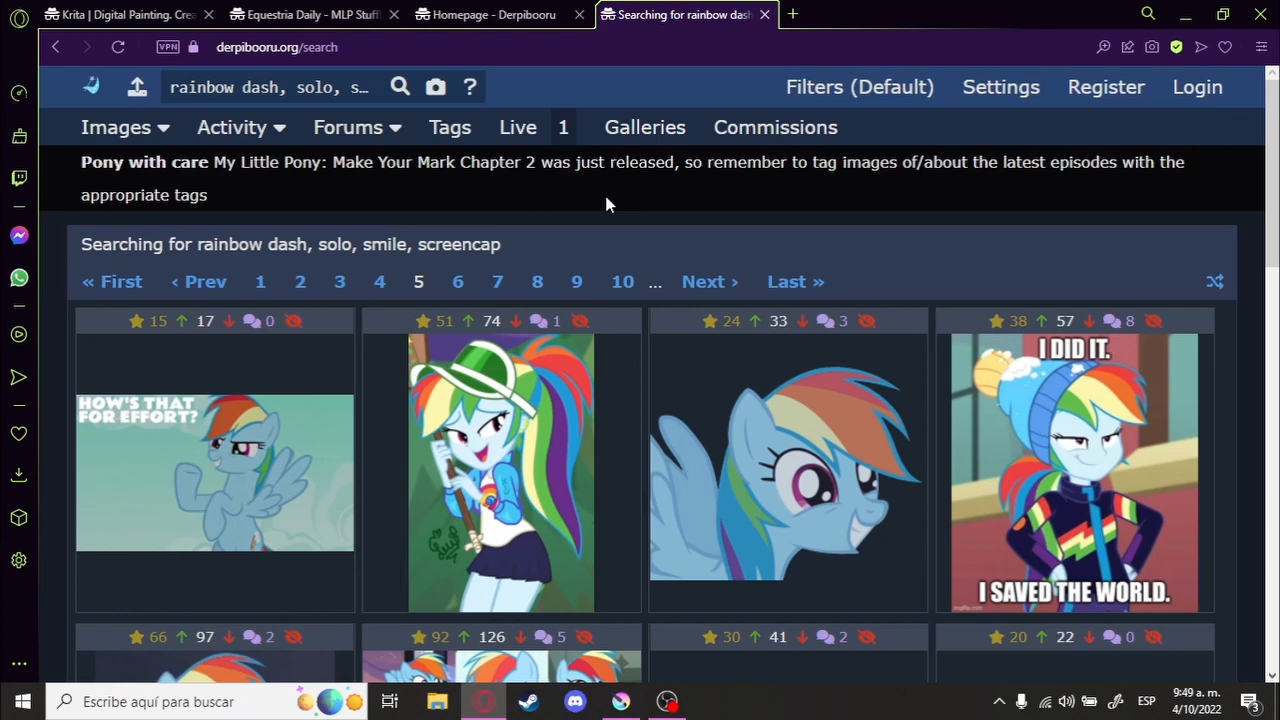 Krita | Digital Painting. Crea
Equestria Daily - MLP Stuff!
Homepage - Derpibooru
Searching for rainbow dash
VPN
derpibooru.org/search
rainbow dash, solo, s...
?
Filters (Default)
Settings
Register
Login
Images
Activity
Forums
Tags
Live 1
Galleries
Commissions
Pony with care My Little Pony: Make Your Mark Chapter 2 was just released, so remember to tag images of/about the latest episodes with the
appropriate tags
Searching for rainbow dash, solo, smile, screencap
« First ‹ Prev 1 2 3 4 5 6 7 8 9 10 ... Next › Last »
15 17 0
51 74 1
24 33 3
38 57 8
HOW'S THAT
FOR EFFORT?
I DID IT.
I SAVED THE WORLD.
imgflip.com
66 97 2
92 126 5
30 41 2
20 22 0
Escribe aquí para buscar
ESP
9:49 a. m.
4/10/2022
3